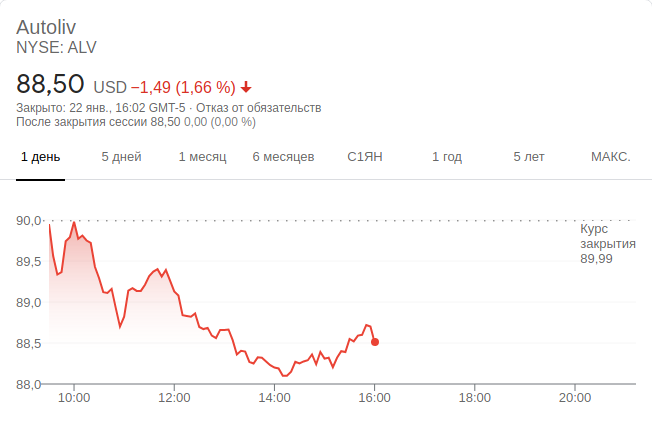 Autoliv
NYSE: ALV
88,50 USD −1,49 (1,66 %)
Закрыто: 22 янв., 16:02 GMT-5 · Отказ от обязательств
После закрытия сессии 88,50 0,00 (0,00 %)
1 день 5 дней 1 месяц 6 месяцев С1ЯН 1 год 5 лет МАКС.
90,0
Курс
закрытия
89,99
89,5
89,0
88,5
88,0
10:00 12:00 14:00 16:00 18:00 20:00